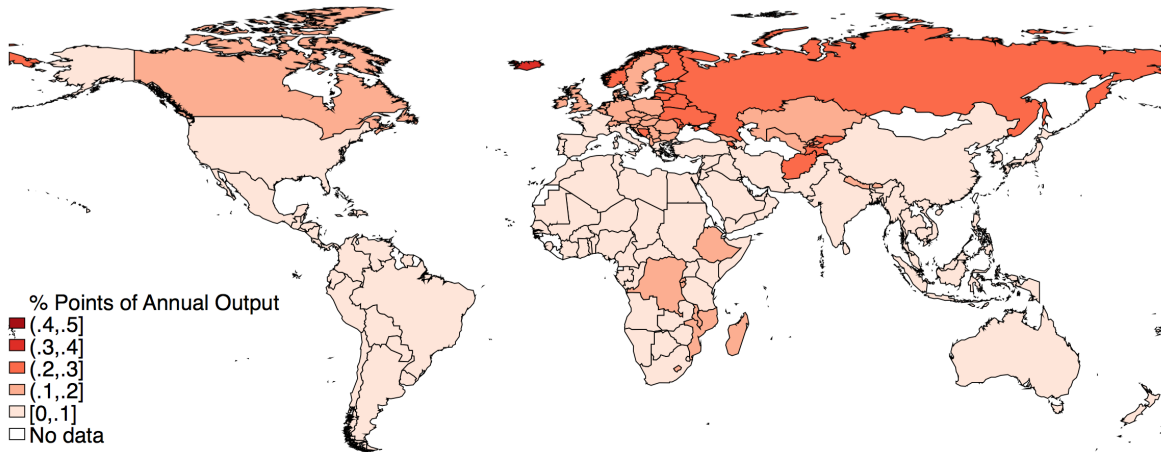 % Points of Annual Output
(.4,.5]
(.3,.4]
(.2,.3]
(.1,.2]
[0,.1]
No data